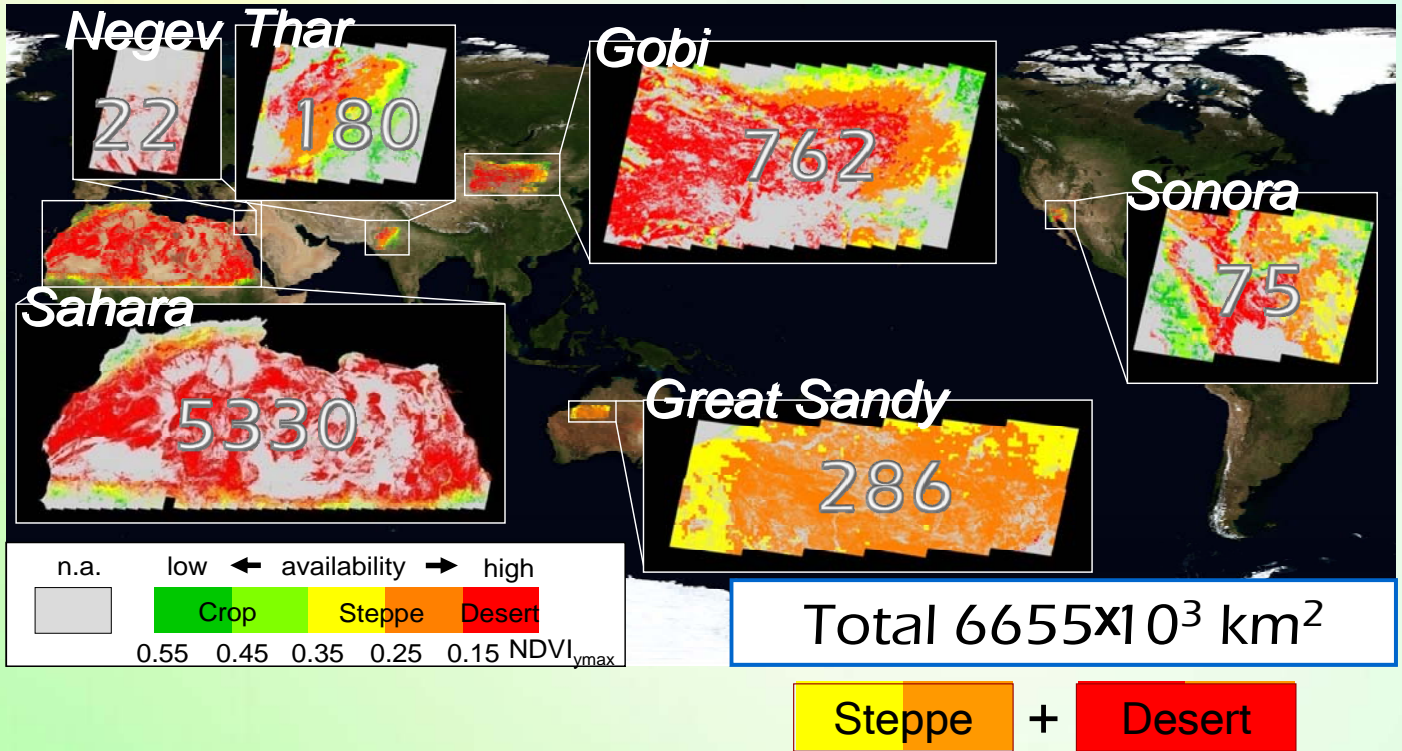 Negev
22
Thar
180
Gobi
762
Sonora
75
Sahara
5330
Great Sandy
286
n.a. low ← availability → high
Crop Steppe Desert
0.55 0.45 0.35 0.25 0.15 NDVIymax
Total 6655x10³ km²
Steppe + Desert